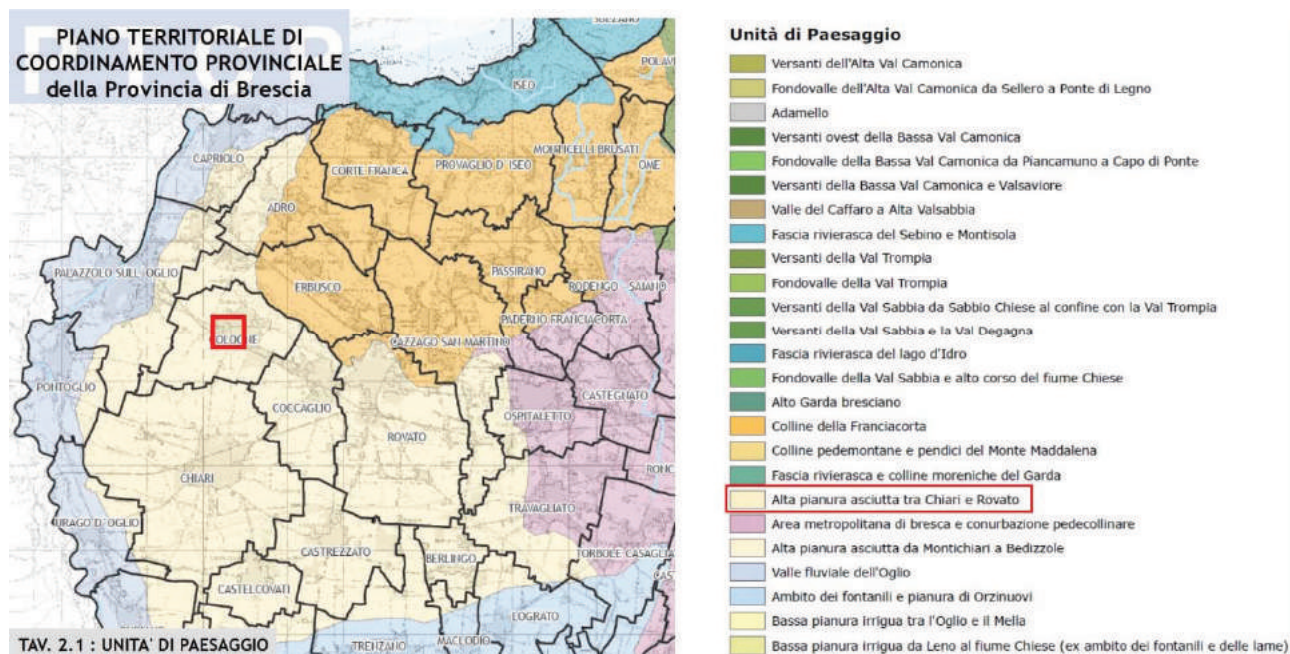 PIANO TERRITORIALE DI
COORDINAMENTO PROVINCIALE
della Provincia di Brescia
SULZANO
POLAV
ISEO
CAPRIOLO
CORTE FRANCA
PROVAGLIO D' ISEO
MONTICELLI BRUSATI
OME
ADRO
PALAZZOLO SULL' OGLIO
ERBUSCO
PASSIRANO
RODENGO - SAIANO
PADERNO FRANCIACORTA
COLOGNE
CAZZAGO SAN MARTINO
PONTOGLIO
COCCAGLIO
CASTEGNATO
OSPITALETTO
ROVATO
CHIARI
RONC
TRAVAGLIATO
URAGO D' OGLIO
CASTREZZATO
BERLINGO
TORBOLE CASAGLIA
CAST
CASTELCOVATI
LOGRATO
TRENZANO
MACLODIO
TAV. 2.1 : UNITA' DI PAESAGGIO
Unità di Paesaggio
Versanti dell'Alta Val Camonica
Fondovalle dell'Alta Val Camonica da Sellero a Ponte di Legno
Adamello
Versanti ovest della Bassa Val Camonica
Fondovalle della Bassa Val Camonica da Piancamuno a Capo di Ponte
Versanti della Bassa Val Camonica e Valsaviore
Valle del Caffaro a Alta Valsabbia
Fascia rivierasca del Sebino e Montisola
Versanti della Val Trompia
Fondovalle della Val Trompia
Versanti della Val Sabbia da Sabbio Chiese al confine con la Val Trompia
Versanti della Val Sabbia e la Val Degagna
Fascia rivierasca del lago d'Idro
Fondovalle della Val Sabbia e alto corso del fiume Chiese
Alto Garda bresciano
Colline della Franciacorta
Colline pedemontane e pendici del Monte Maddalena
Fascia rivierasca e colline moreniche del Garda
Alta pianura asciutta tra Chiari e Rovato
Area metropolitana di bresca e conurbazione pedecollinare
Alta pianura asciutta da Montichiari a Bedizzole
Valle fluviale dell'Oglio
Ambito dei fontanili e pianura di Orzinuovi
Bassa pianura irrigua tra l'Oglio e il Mella
Bassa pianura irrigua da Leno al fiume Chiese (ex ambito dei fontanili e delle lame)